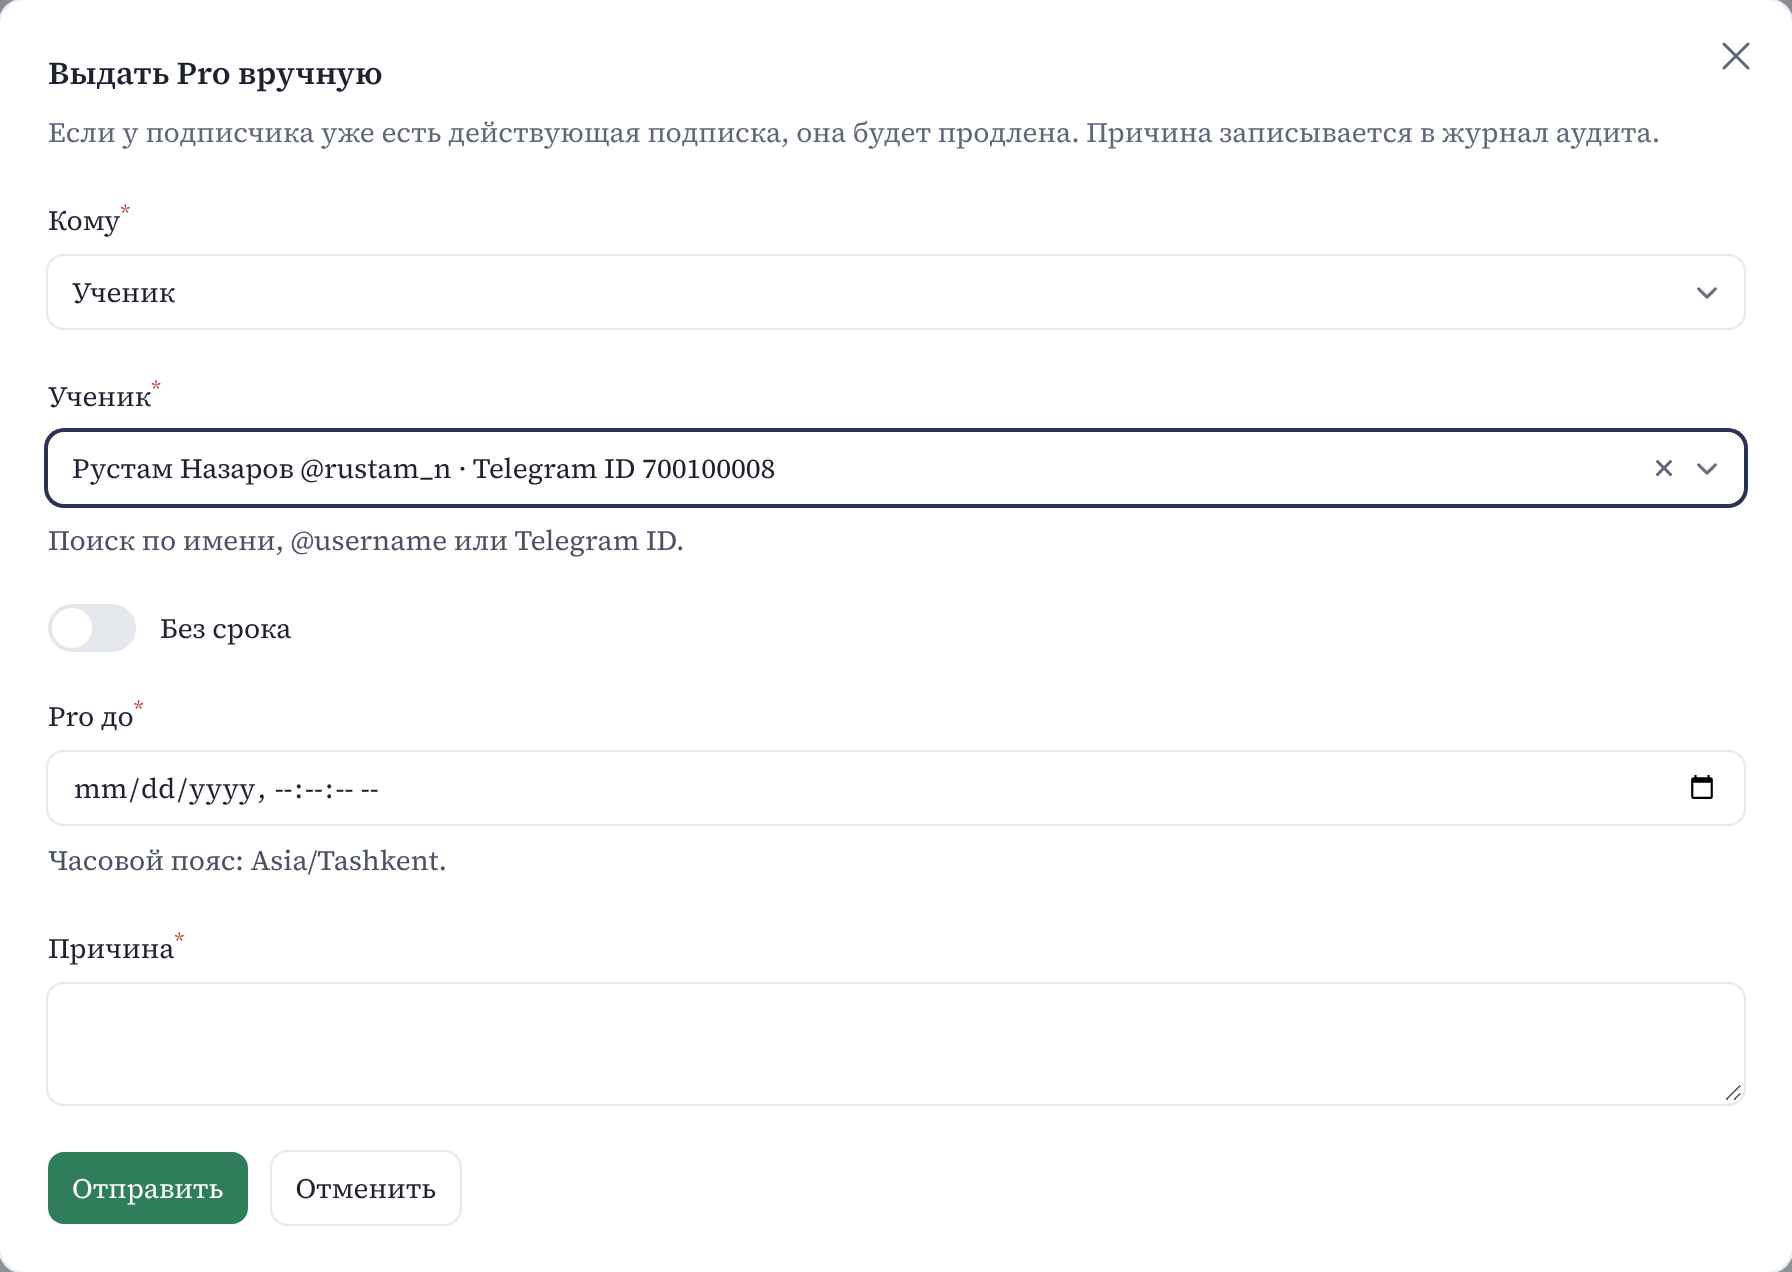 Выдать Pro вручную
Если у подписчика уже есть действующая подписка, она будет продлена. Причина записывается в журнал аудита.
Кому*
Ученик
Ученик*
Рустам Назаров @rustam_n · Telegram ID 700100008
Поиск по имени, @username или Telegram ID.
Без срока
Pro до*
mm/dd/yyyy, --:--:-- --
Часовой пояс: Asia/Tashkent.
Причина*
Отправить
Отменить